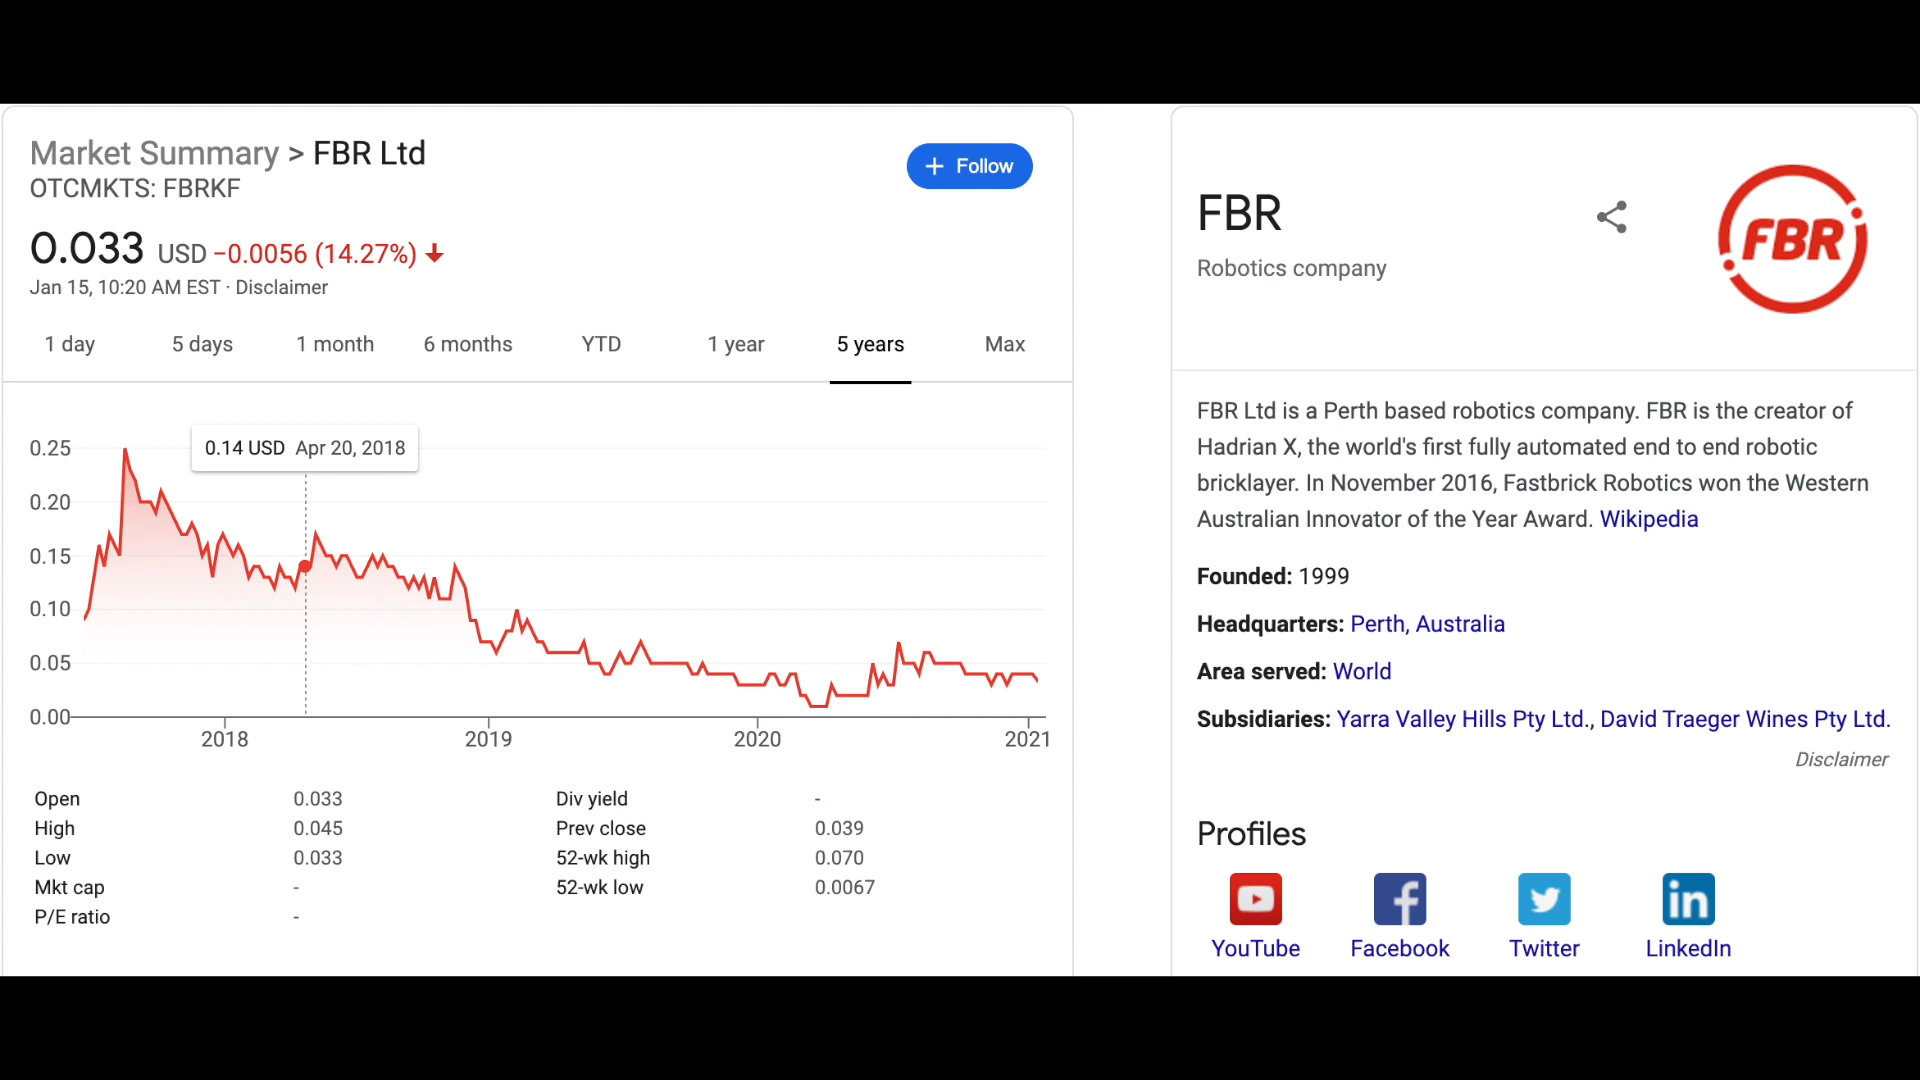 Market Summary > FBR Ltd
OTCMKTS: FBRKF
+ Follow
0.033 USD −0.0056 (14.27%)
Jan 15, 10:20 AM EST · Disclaimer
1 day 5 days 1 month 6 months YTD 1 year 5 years Max
0.14 USD Apr 20, 2018
0.25
0.20
0.15
0.10
0.05
0.00
2018 2019 2020 2021
Open 0.033
High 0.045
Low 0.033
Mkt cap -
P/E ratio -
Div yield -
Prev close 0.039
52-wk high 0.070
52-wk low 0.0067
FBR
Robotics company
FBR
FBR Ltd is a Perth based robotics company. FBR is the creator of
Hadrian X, the world's first fully automated end to end robotic
bricklayer. In November 2016, Fastbrick Robotics won the Western
Australian Innovator of the Year Award. Wikipedia
Founded: 1999
Headquarters: Perth, Australia
Area served: World
Subsidiaries: Yarra Valley Hills Pty Ltd., David Traeger Wines Pty Ltd.
Disclaimer
Profiles
YouTube Facebook Twitter LinkedIn